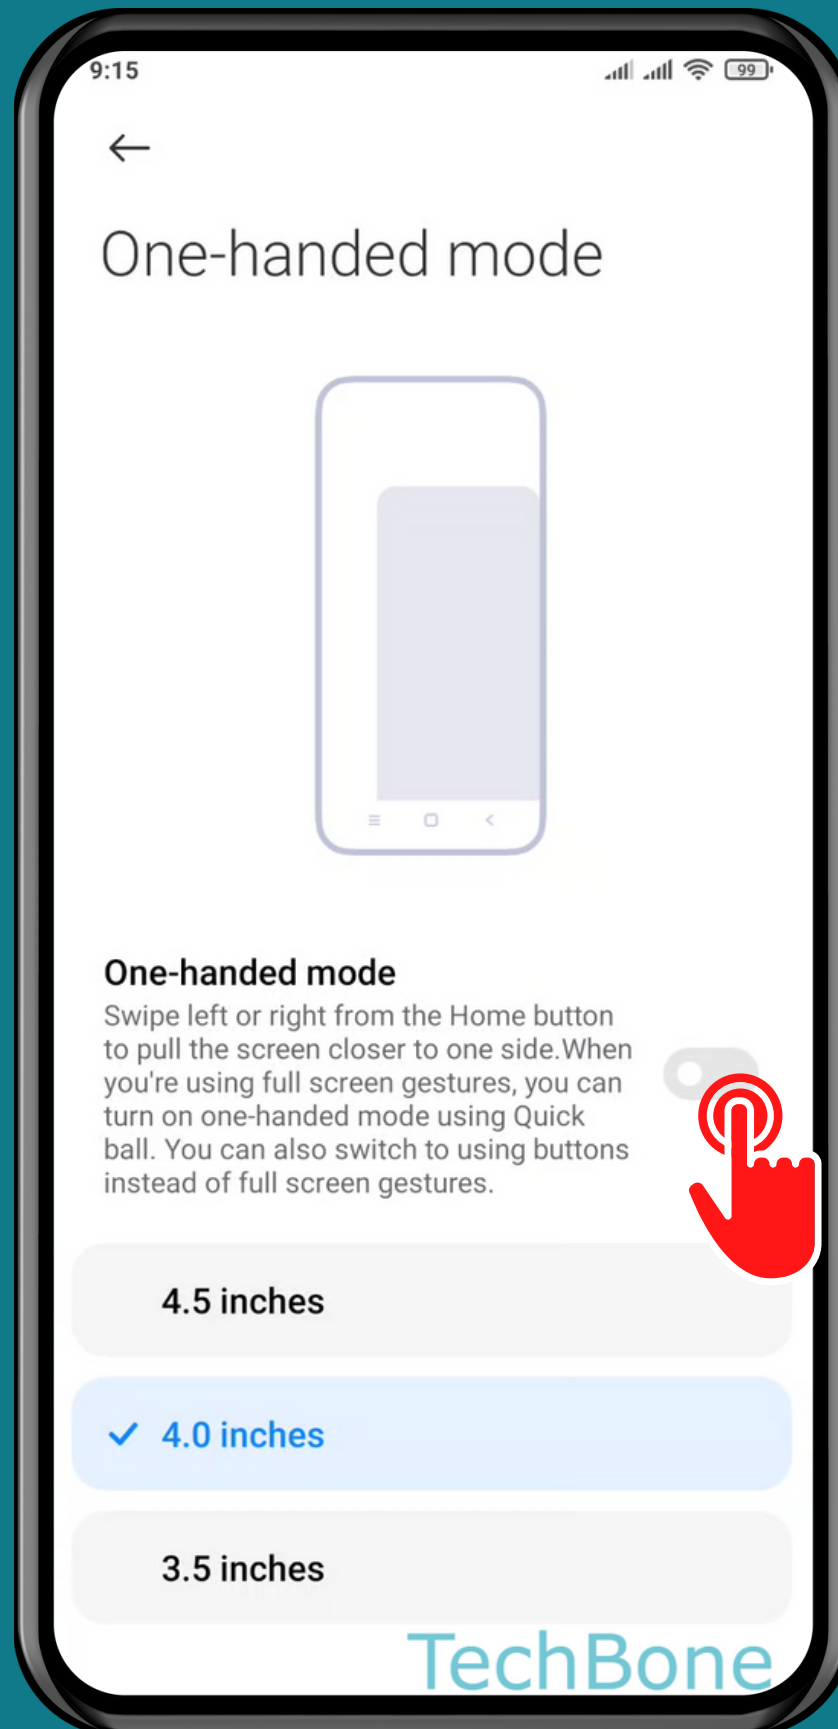 9:15
99
One-handed mode
One-handed mode
Swipe left or right from the Home button
to pull the screen closer to one side.When
you're using full screen gestures, you can
turn on one-handed mode using Quick
ball. You can also switch to using buttons
instead of full screen gestures.
4.5 inches
4.0 inches
3.5 inches
TechBone